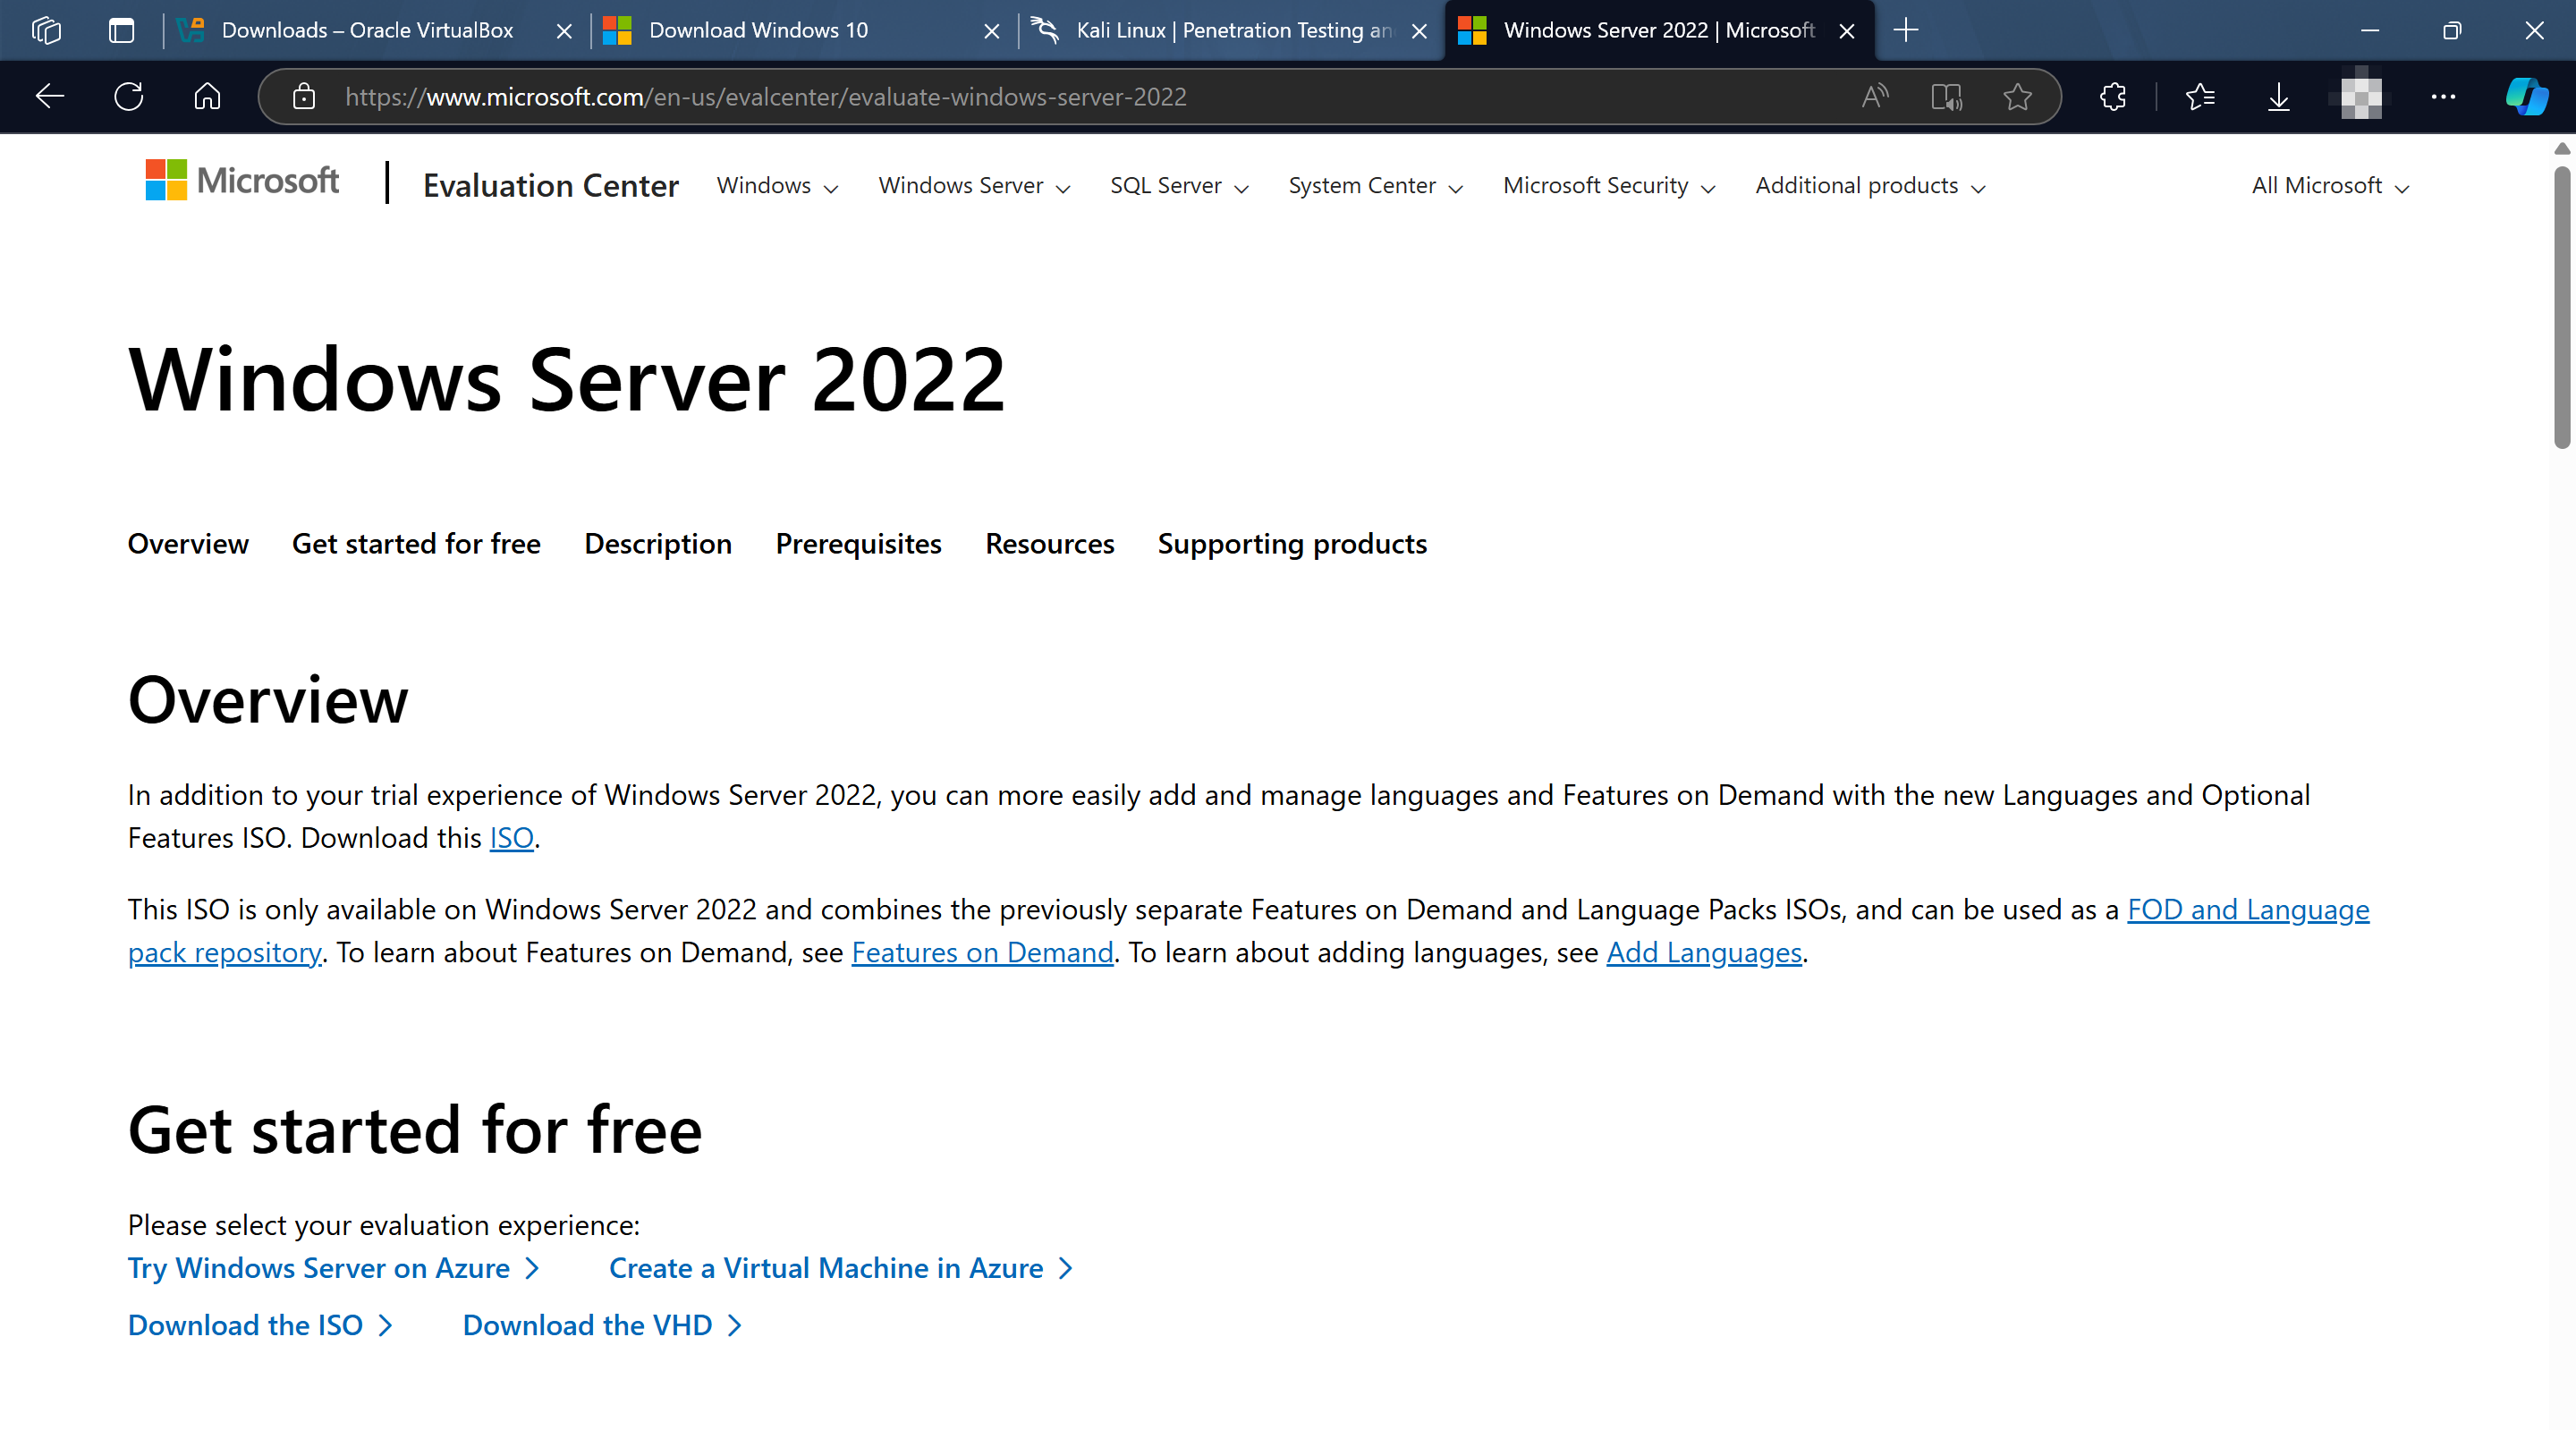 Downloads – Oracle VirtualBox
Download Windows 10
Kali Linux | Penetration Testing an
Windows Server 2022 | Microsoft
https://www.microsoft.com/en-us/evalcenter/evaluate-windows-server-2022
Microsoft
Evaluation Center
Windows
Windows Server
SQL Server
System Center
Microsoft Security
Additional products
All Microsoft
Windows Server 2022
Overview
Get started for free
Description
Prerequisites
Resources
Supporting products
Overview
In addition to your trial experience of Windows Server 2022, you can more easily add and manage languages and Features on Demand with the new Languages and Optional
Features ISO. Download this ISO.
This ISO is only available on Windows Server 2022 and combines the previously separate Features on Demand and Language Packs ISOs, and can be used as a FOD and Language
pack repository. To learn about Features on Demand, see Features on Demand. To learn about adding languages, see Add Languages.
Get started for free
Please select your evaluation experience:
Try Windows Server on Azure
Create a Virtual Machine in Azure
Download the ISO
Download the VHD